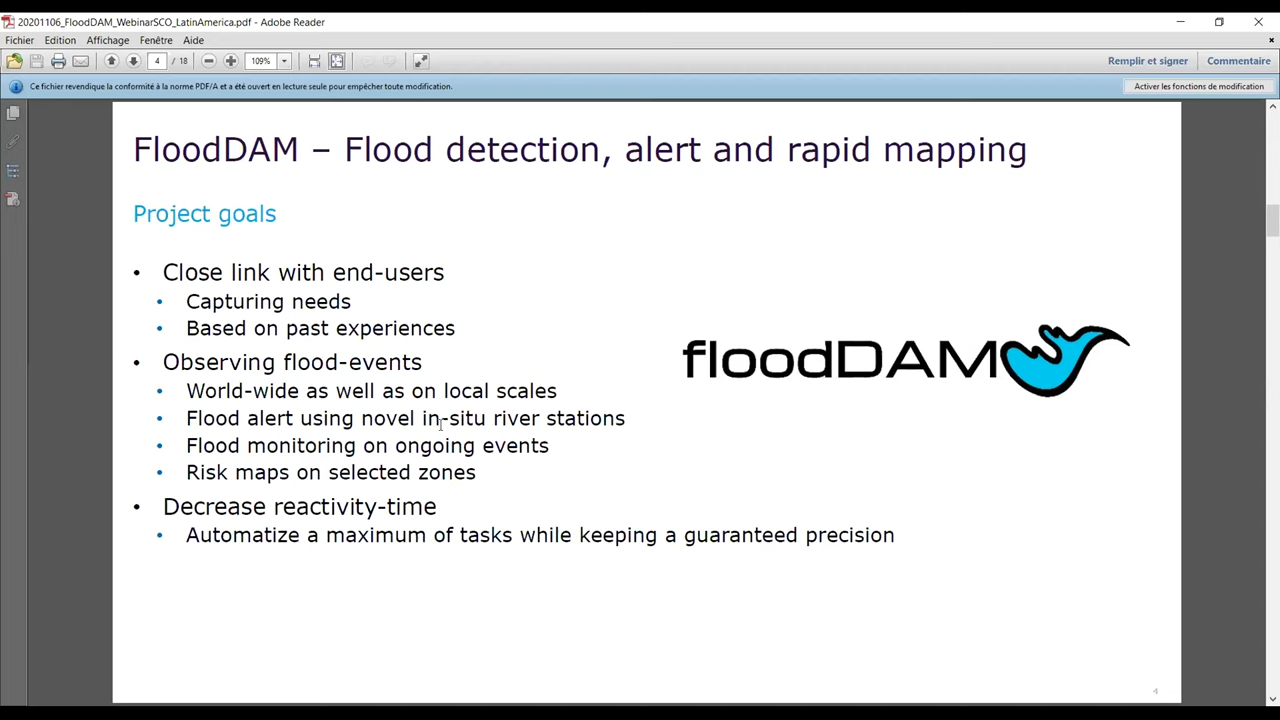 20201106_FloodDAM_WebinarSCO_LatinAmerica.pdf - Adobe Reader
Fichier Edition Affichage Fenêtre Aide
4 / 18 109% Remplir et signer Commentaire
Ce fichier revendique la conformité à la norme PDF/A et a été ouvert en lecture seule pour empêcher toute modification. Activer les fonctions de modification
FloodDAM – Flood detection, alert and rapid mapping
Project goals
• Close link with end-users
• Capturing needs
• Based on past experiences
• Observing flood-events
• World-wide as well as on local scales
• Flood alert using novel in-situ river stations
• Flood monitoring on ongoing events
• Risk maps on selected zones
• Decrease reactivity-time
• Automatize a maximum of tasks while keeping a guaranteed precision
floodDAM
4